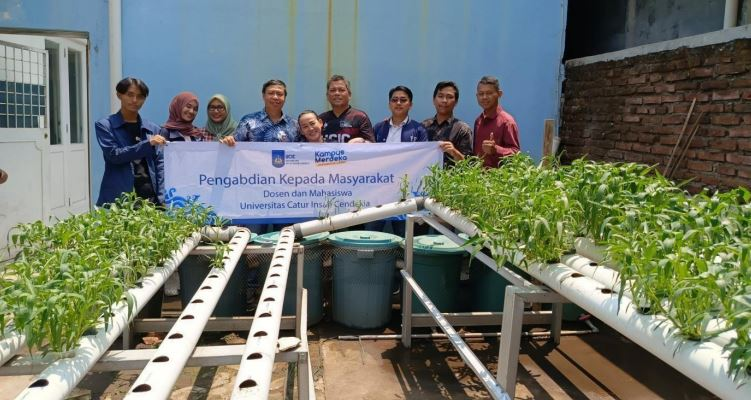 Kampus
Merdeka
Pengabdian Kepada Masyarakat
Dosen dan Mahasiswa
Universitas Catur Insan Cendekia